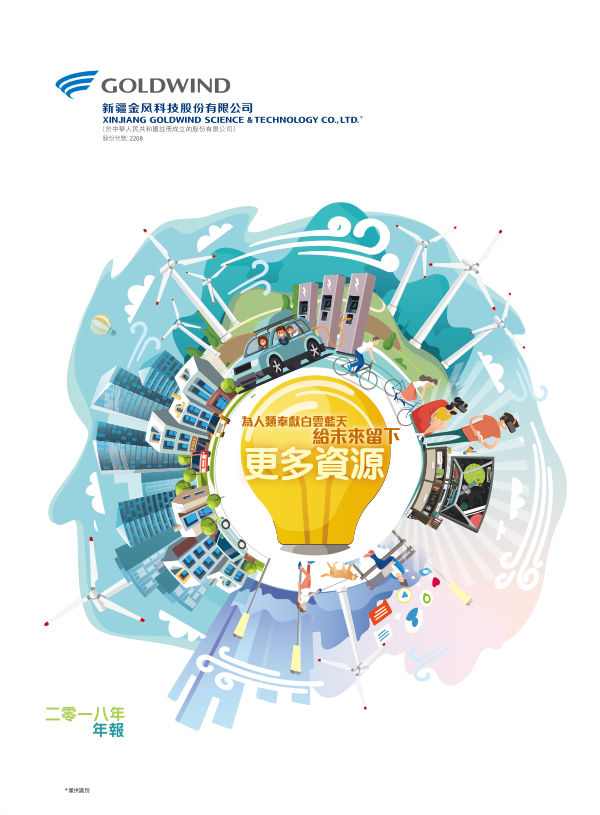 GOLDWIND
新疆金风科技股份有限公司
XINJIANG GOLDWIND SCIENCE & TECHNOLOGY CO., LTD.*
(於中華人民共和國註冊成立的股份有限公司)
股份代號: 2208
為人類奉獻白雲藍天
給未來留下
更多資源
二零一八年
年報
* 僅供識別